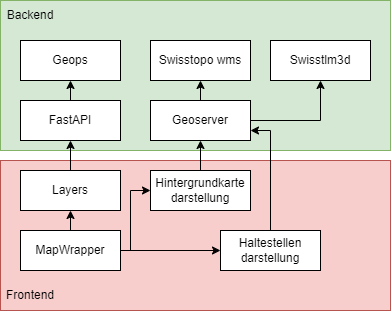 Backend
Geops
Swisstopo wms
Swisstlm3d
FastAPI
Geoserver
Layers
Hintergrundkarte
darstellung
MapWrapper
Haltestellen
darstellung
Frontend